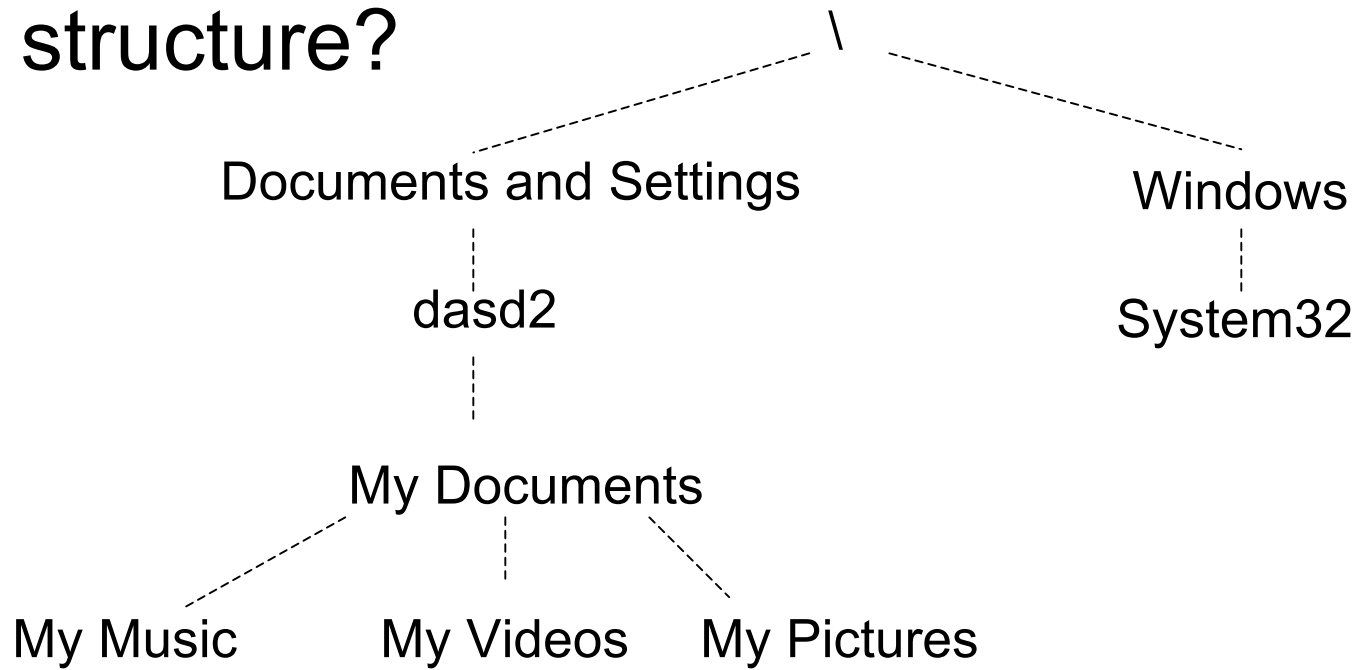 structure?
\
Documents and Settings
Windows
dasd2
System32
My Documents
My Music
My Videos
My Pictures